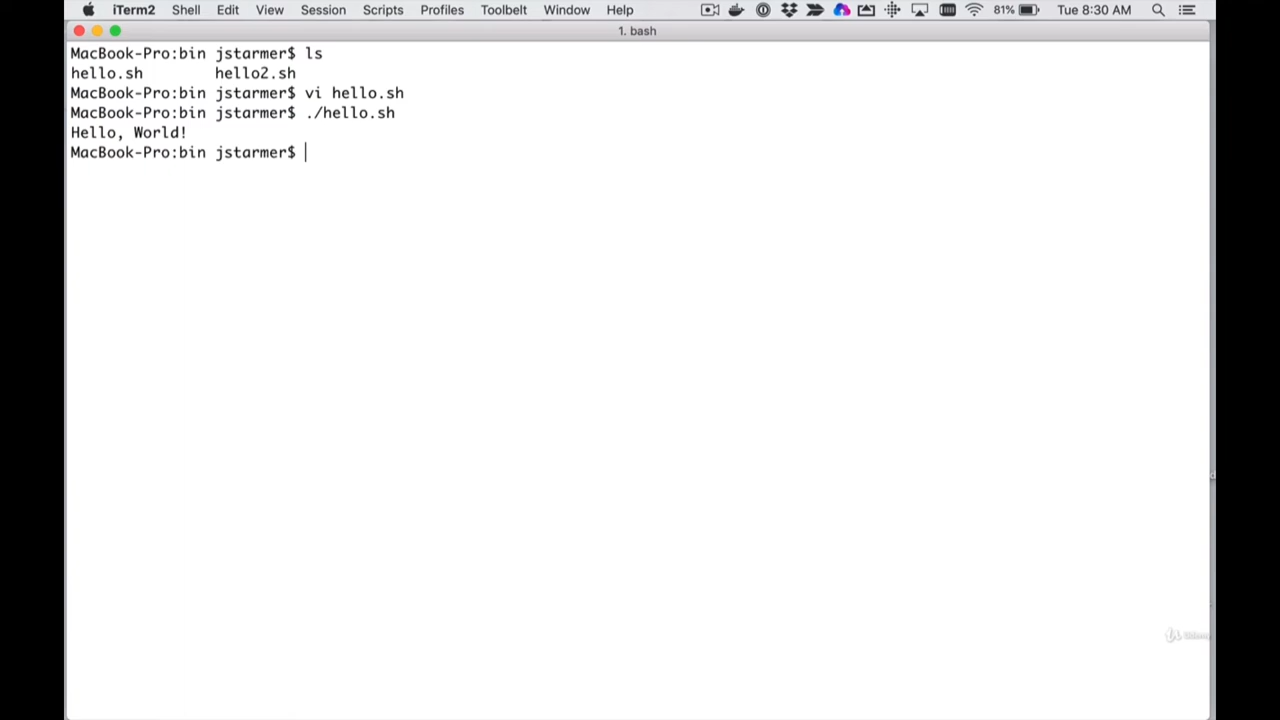 iTerm2 Shell Edit View Session Scripts Profiles Toolbelt Window Help 81% Tue 8:30 AM
1. bash
MacBook-Pro:bin jstarmer$ ls
hello.sh hello2.sh
MacBook-Pro:bin jstarmer$ vi hello.sh
MacBook-Pro:bin jstarmer$ ./hello.sh
Hello, World!
MacBook-Pro:bin jstarmer$
Udemy